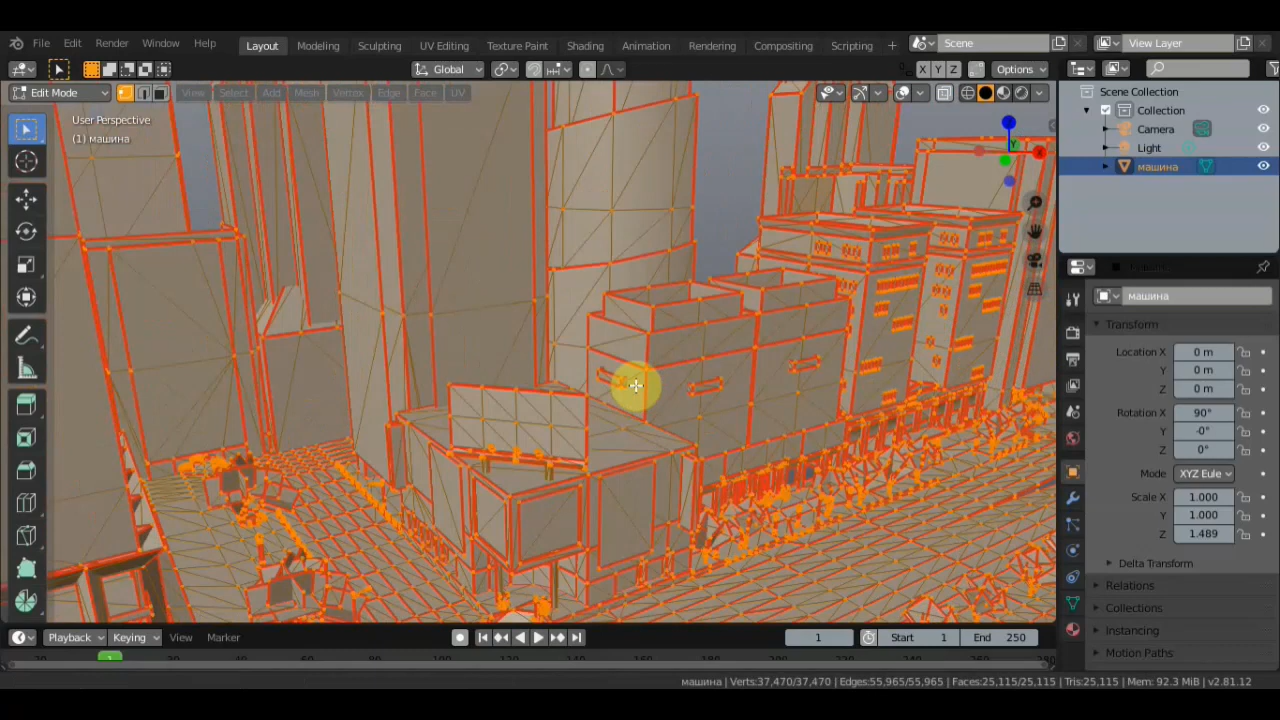 File Edit Render Window Help Layout Modeling Sculpting UV Editing Texture Paint Shading Animation Rendering Compositing Scripting + Scene View Layer
Global X Y Z Options
Edit Mode View Select Add Mesh Vertex Edge Face UV
User Perspective
(1) машина
Scene Collection
Collection
Camera
Light
машина
X
Y
машина
Transform
Location X 0 m
Y 0 m
Z 0 m
Rotation X 90°
Y -0°
Z 0°
Mode XYZ Eule
Scale X 1.000
Y 1.000
Z 1.489
Delta Transform
Relations
Collections
Instancing
Motion Paths
Playback Keying View Marker 1 Start 1 End 250
машина | Verts:37,470/37,470 | Edges:55,965/55,965 | Faces:25,115/25,115 | Tris:25,115 | Mem: 92.3 MiB | v2.81.12